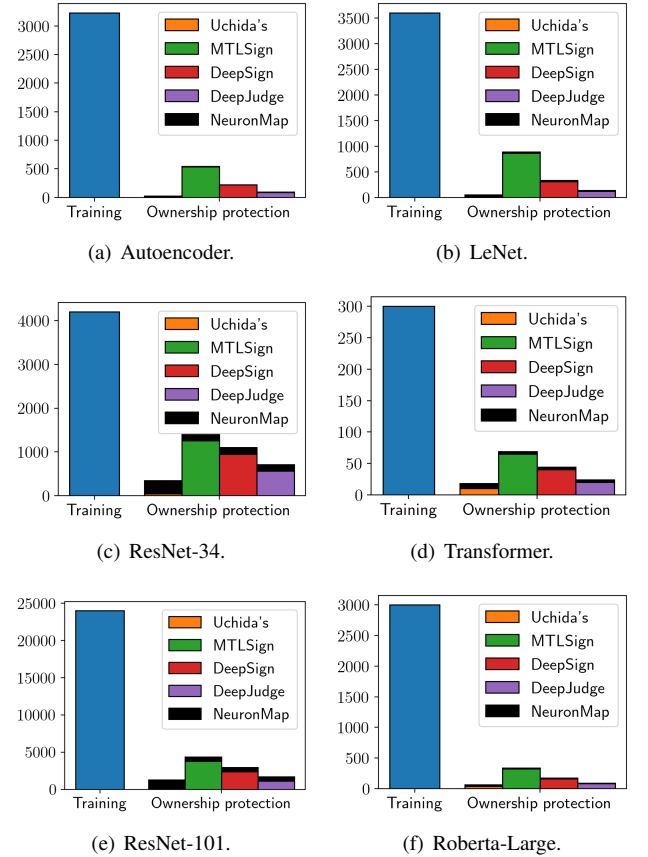 3000
2500
2000
1500
1000
500
0
Uchida's
MTLSign
DeepSign
DeepJudge
NeuronMap
Training Ownership protection
(a) Autoencoder.
3500
3000
2500
2000
1500
1000
500
0
Uchida's
MTLSign
DeepSign
DeepJudge
NeuronMap
Training Ownership protection
(b) LeNet.
4000
3000
2000
1000
0
Uchida's
MTLSign
DeepSign
DeepJudge
NeuronMap
Training Ownership protection
(c) ResNet-34.
300
250
200
150
100
50
0
Uchida's
MTLSign
DeepSign
DeepJudge
NeuronMap
Training Ownership protection
(d) Transformer.
25000
20000
15000
10000
5000
0
Uchida's
MTLSign
DeepSign
DeepJudge
NeuronMap
Training Ownership protection
(e) ResNet-101.
3000
2500
2000
1500
1000
500
0
Uchida's
MTLSign
DeepSign
DeepJudge
NeuronMap
Training Ownership protection
(f) Roberta-Large.